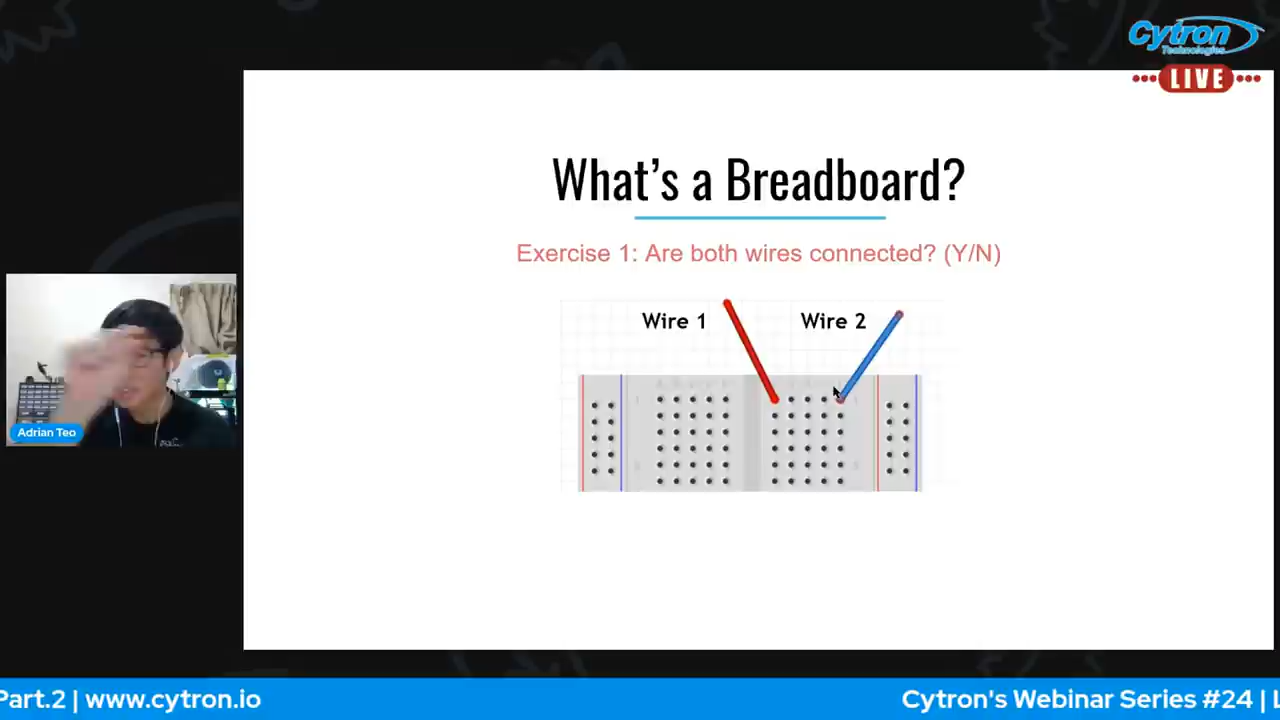 Cytron
Technologies
LIVE
What's a Breadboard?
Exercise 1: Are both wires connected? (Y/N)
Wire 1
Wire 2
Adrian Teo
Part.2 | www.cytron.io
Cytron's Webinar Series #24 | L